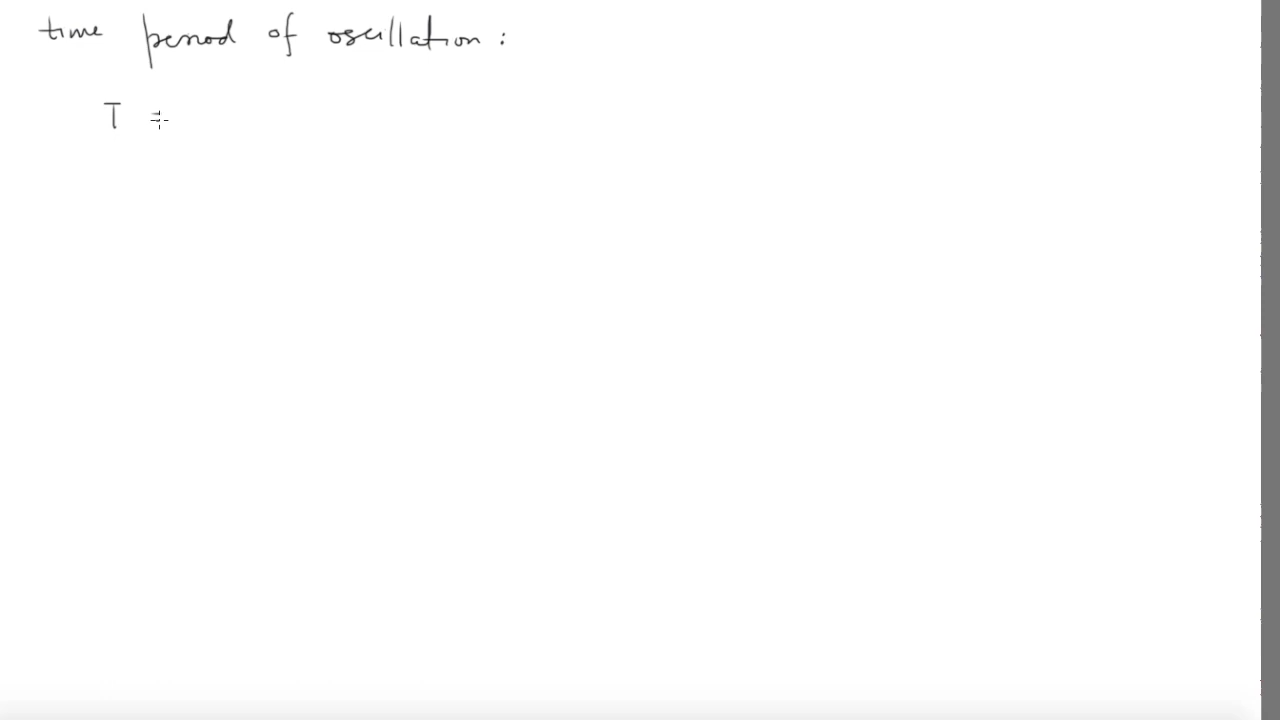 time period of oscillation :
T =